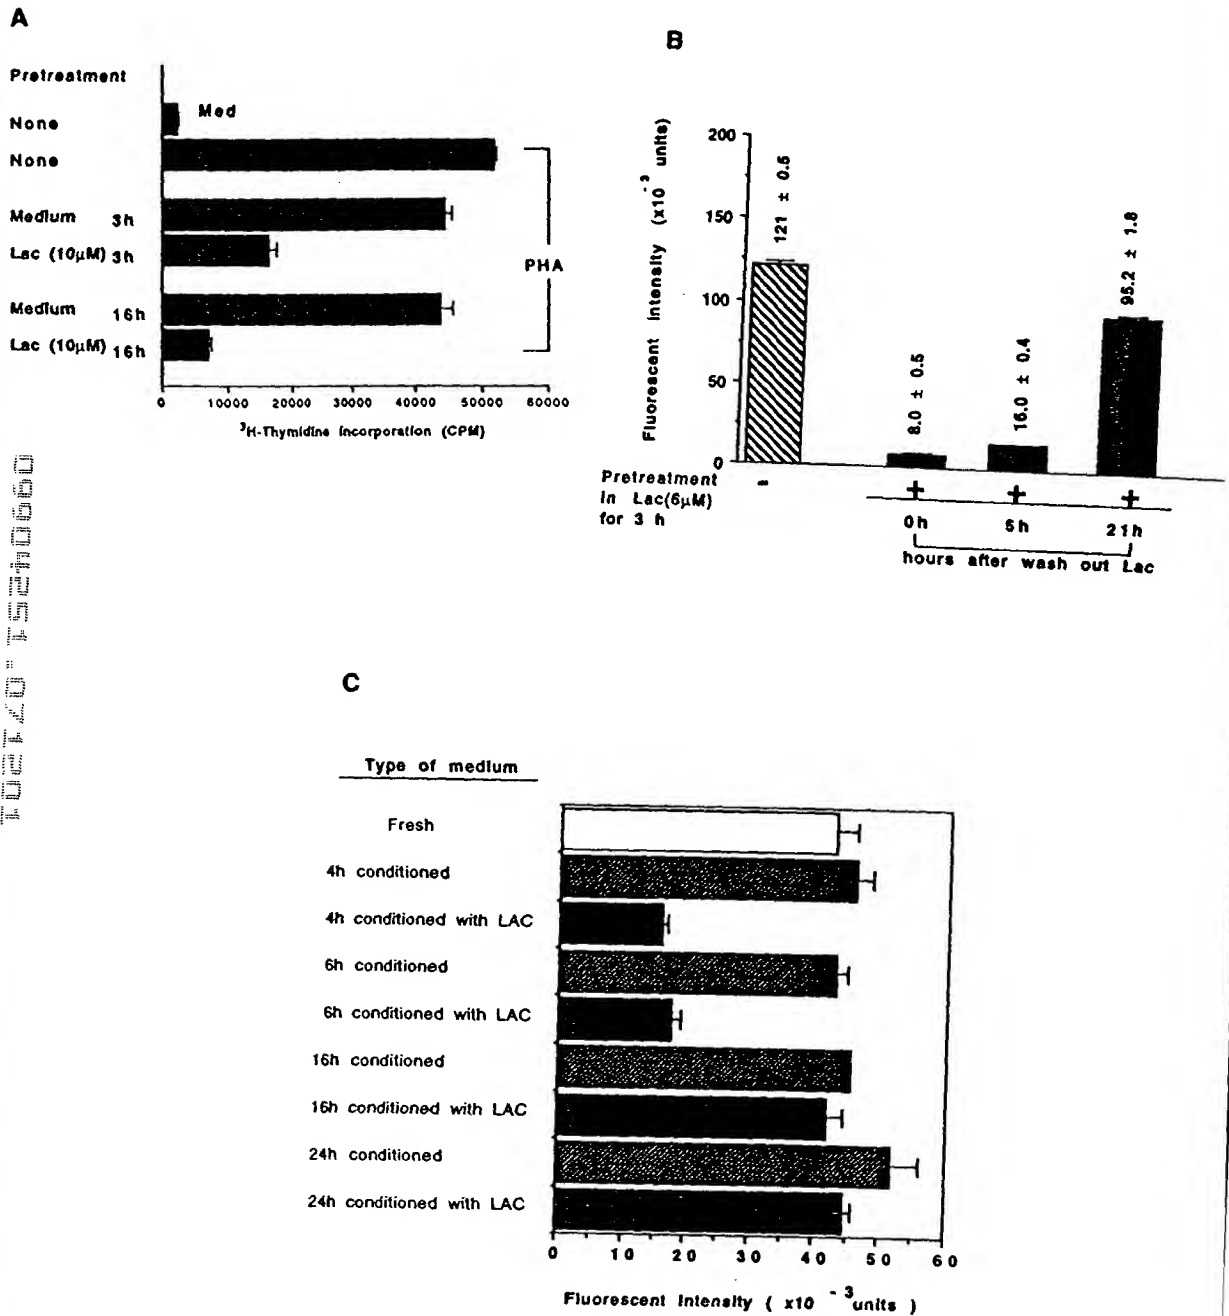 A
Pretreatment
None
Med
None
Medium 3h
Lac (10μM) 3h
PHA
Medium 16h
Lac (10μM) 16h
0 10000 20000 30000 40000 50000 60000
³H-Thymidine Incorporation (CPM)
B
Fluorescent Intensity (x10⁻³ units)
200
150
100
50
0
121 ± 0.5
8.0 ± 0.5
16.0 ± 0.4
95.2 ± 1.8
Pretreatment
in Lac(5μM)
for 3 h
- + + +
0h 5h 21h
hours after wash out Lac
C
Type of medium
Fresh
4h conditioned
4h conditioned with LAC
6h conditioned
6h conditioned with LAC
16h conditioned
16h conditioned with LAC
24h conditioned
24h conditioned with LAC
0 10 20 30 40 50 60
Fluorescent Intensity ( x10⁻³ units )
09904251.071201